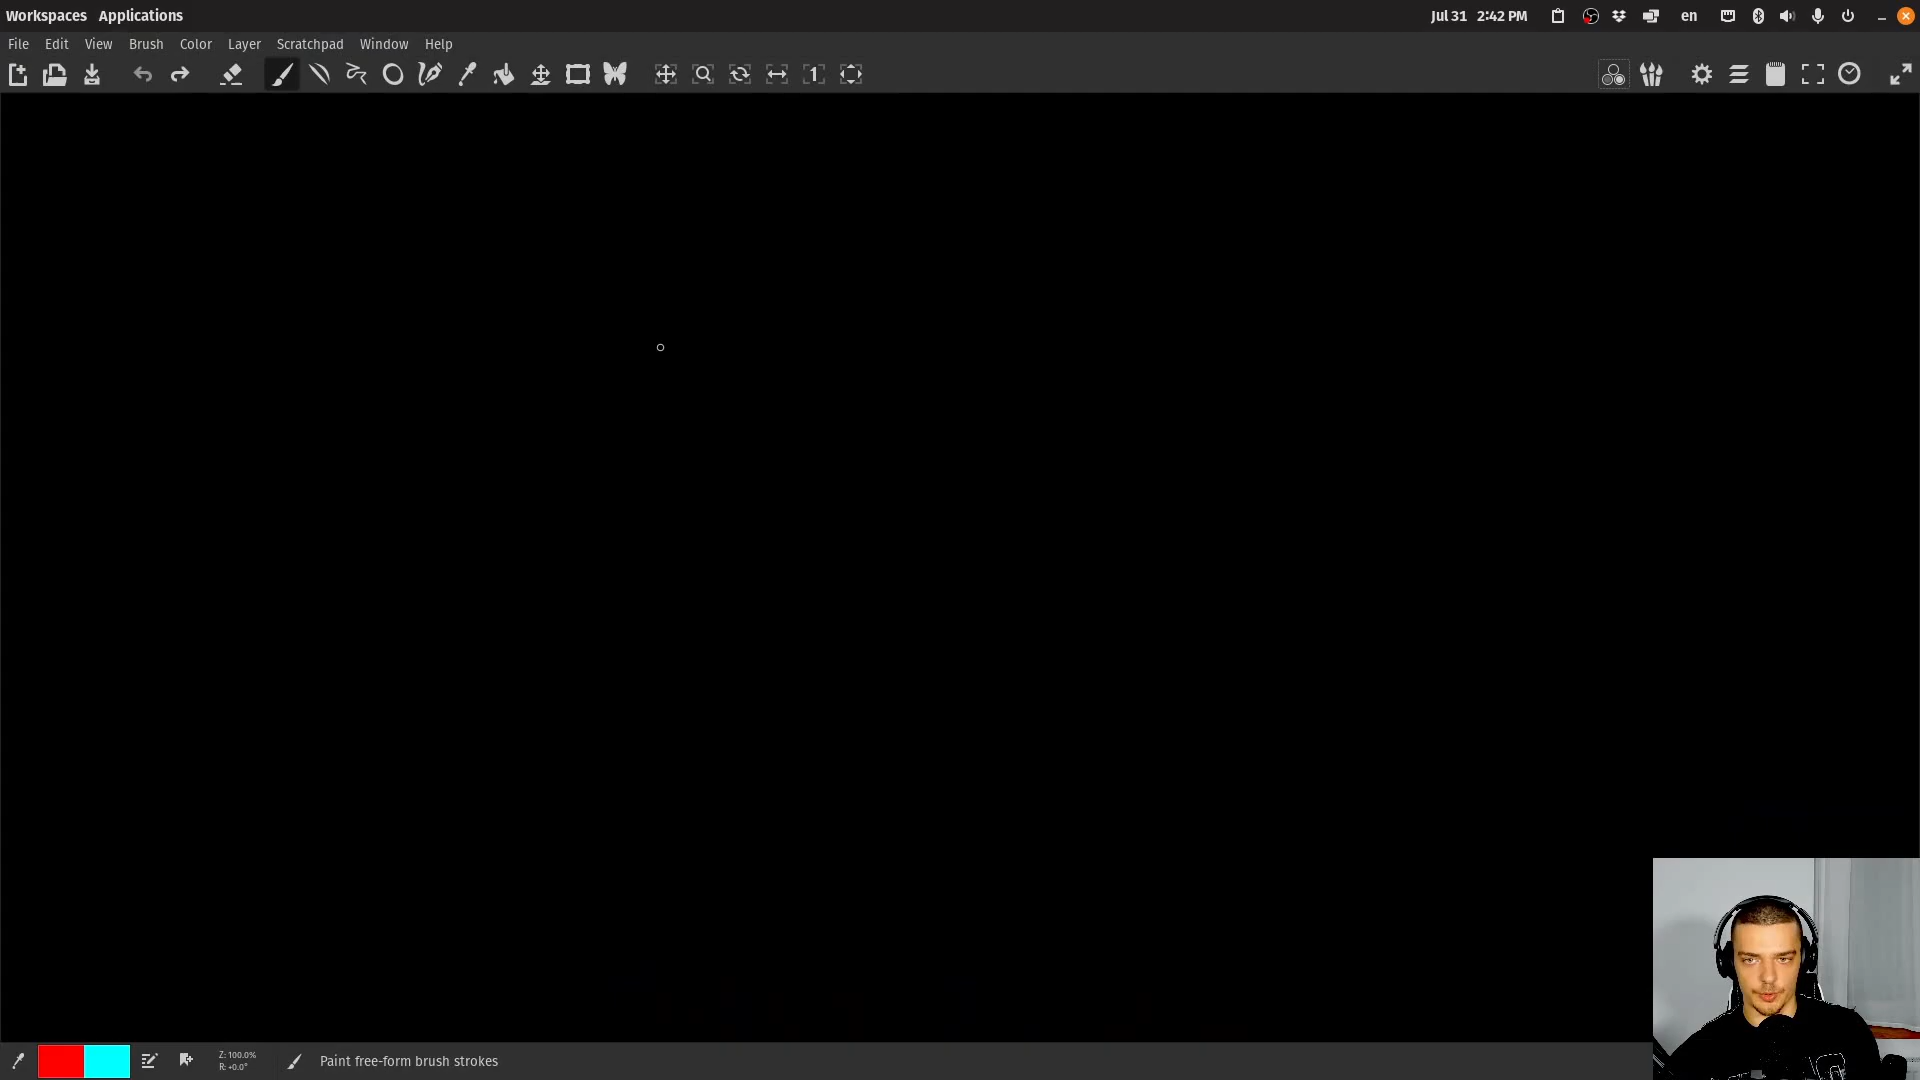 Workspaces Applications
Jul 31 2:42 PM
en
File Edit View Brush Color Layer Scratchpad Window Help
1
Z: 100.0%
R: +0.0°
Paint free-form brush strokes